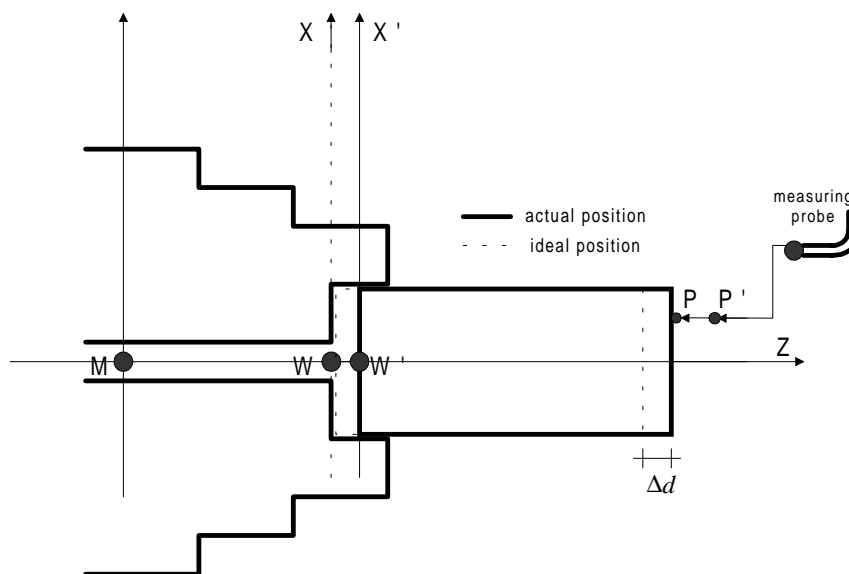 X
X '
measuring
probe
actual position
ideal position
P
P '
Z
M
W
W '
Δd